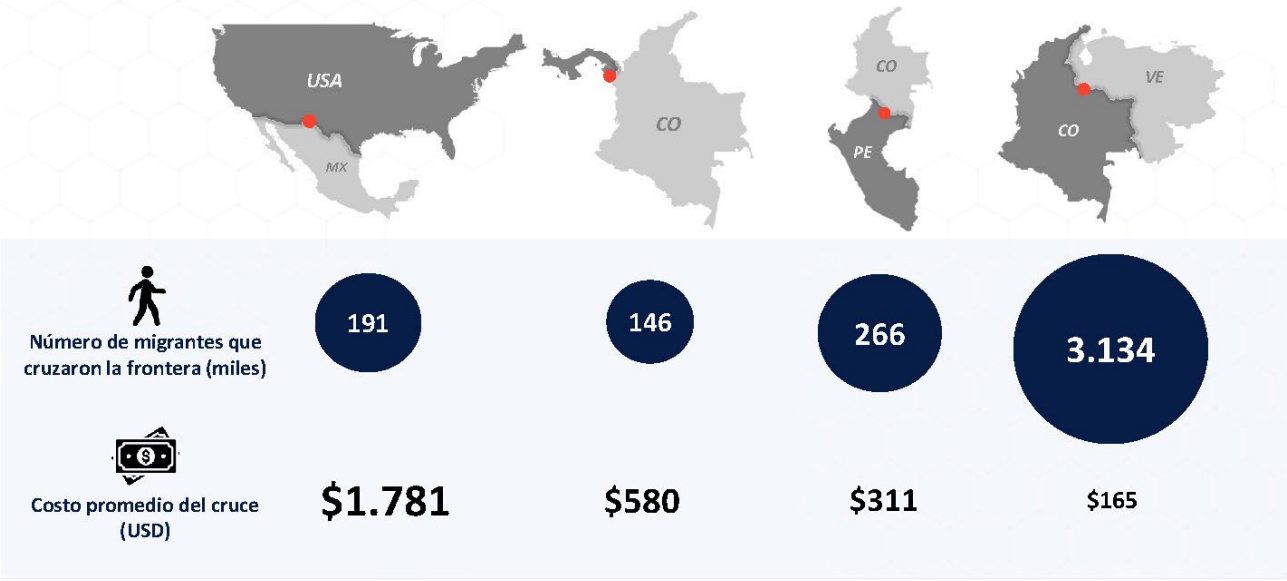 USA
MX
CO
CO
PE
VE
CO
Número de migrantes que
cruzaron la frontera (miles)
191
146
266
3.134
Costo promedio del cruce
(USD)
$1.781
$580
$311
$165